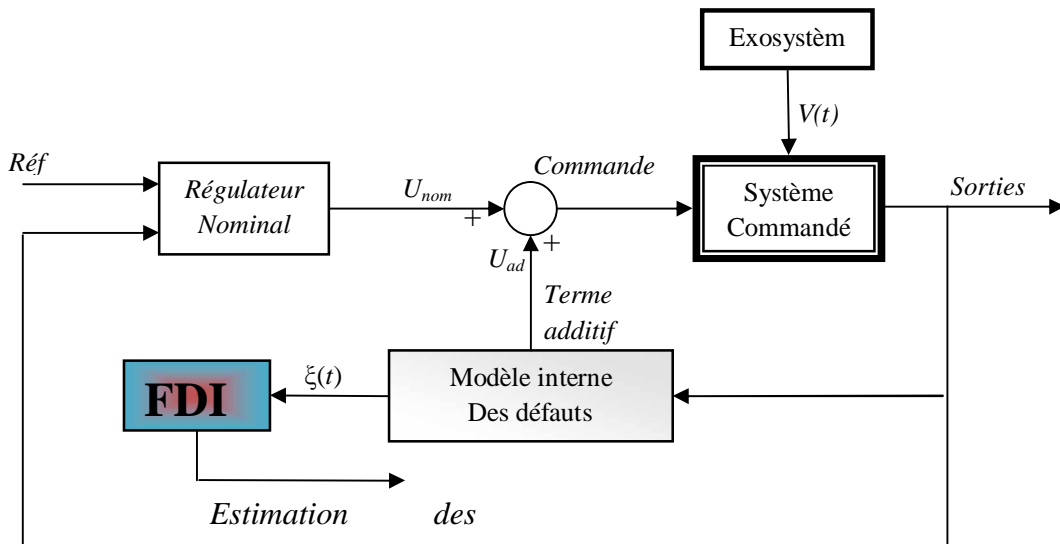 Exosystèm
V(t)
Réf
Régulateur
Nominal
U_nom
+
Commande
Système
Commandé
Sorties
+
U_ad
Terme
additif
FDI
ξ(t)
Modèle interne
Des défauts
Estimation des